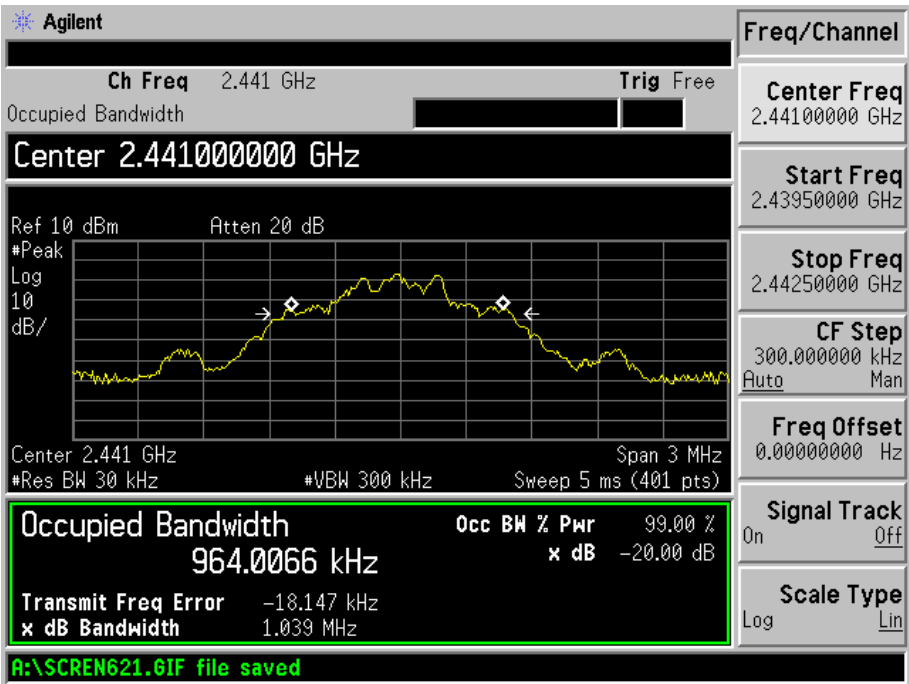 Agilent
Freq/Channel
Ch Freq 2.441 GHz Trig Free
Occupied Bandwidth
Center 2.441000000 GHz
Ref 10 dBm Atten 20 dB
#Peak
Log
10
dB/
Center 2.441 GHz Span 3 MHz
#Res BW 30 kHz #VBW 300 kHz Sweep 5 ms (401 pts)
Occupied Bandwidth Occ BW % Pwr 99.00 %
964.0066 kHz x dB -20.00 dB
Transmit Freq Error -18.147 kHz
x dB Bandwidth 1.039 MHz
A:\SCREN621.GIF file saved
Center Freq
2.44100000 GHz
Start Freq
2.43950000 GHz
Stop Freq
2.44250000 GHz
CF Step
300.000000 kHz
Auto Man
Freq Offset
0.00000000 Hz
Signal Track
On Off
Scale Type
Log Lin